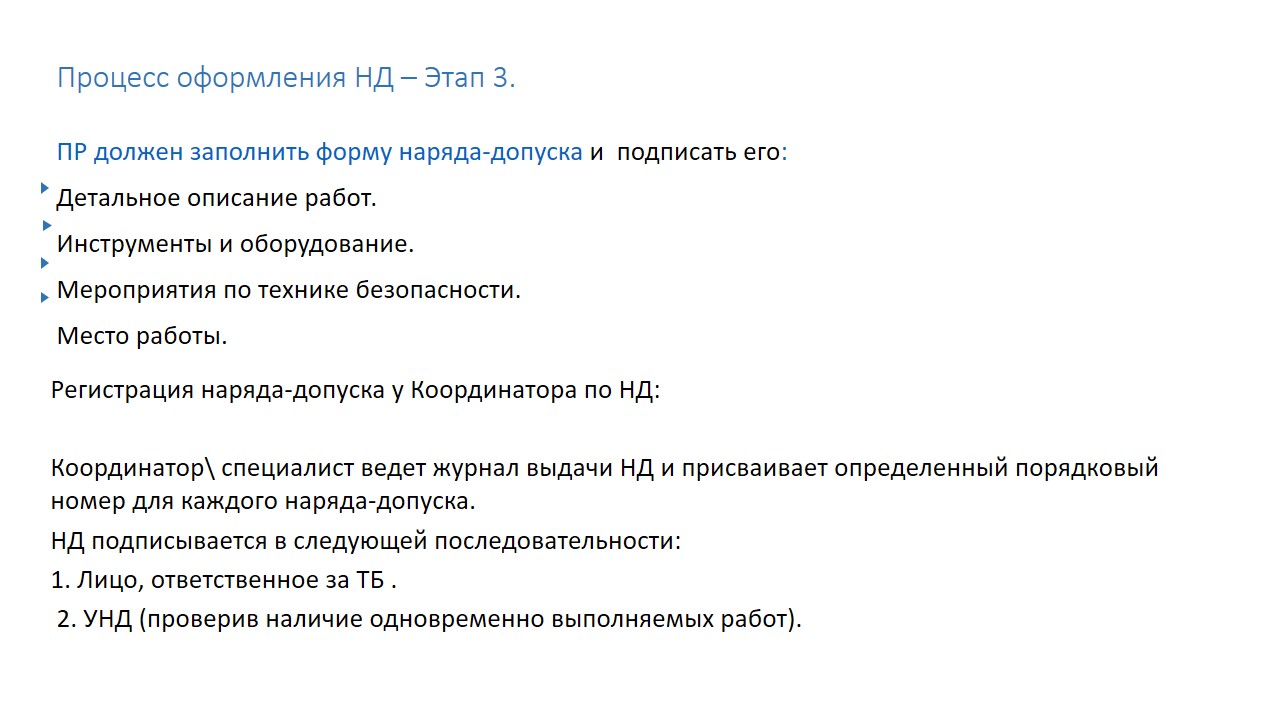 Процесс оформления НД – Этап 3.
ПР должен заполнить форму наряда-допуска и  подписать его:
Детальное описание работ.
Инструменты и оборудование.
Мероприятия по технике безопасности.
Место работы.
Регистрация наряда-допуска у Координатора по НД:
Координатор\ специалист ведет журнал выдачи НД и присваивает определенный порядковый
номер для каждого наряда-допуска.
НД подписывается в следующей последовательности:
1. Лицо, ответственное за ТБ .
2. УНД (проверив наличие одновременно выполняемых работ).